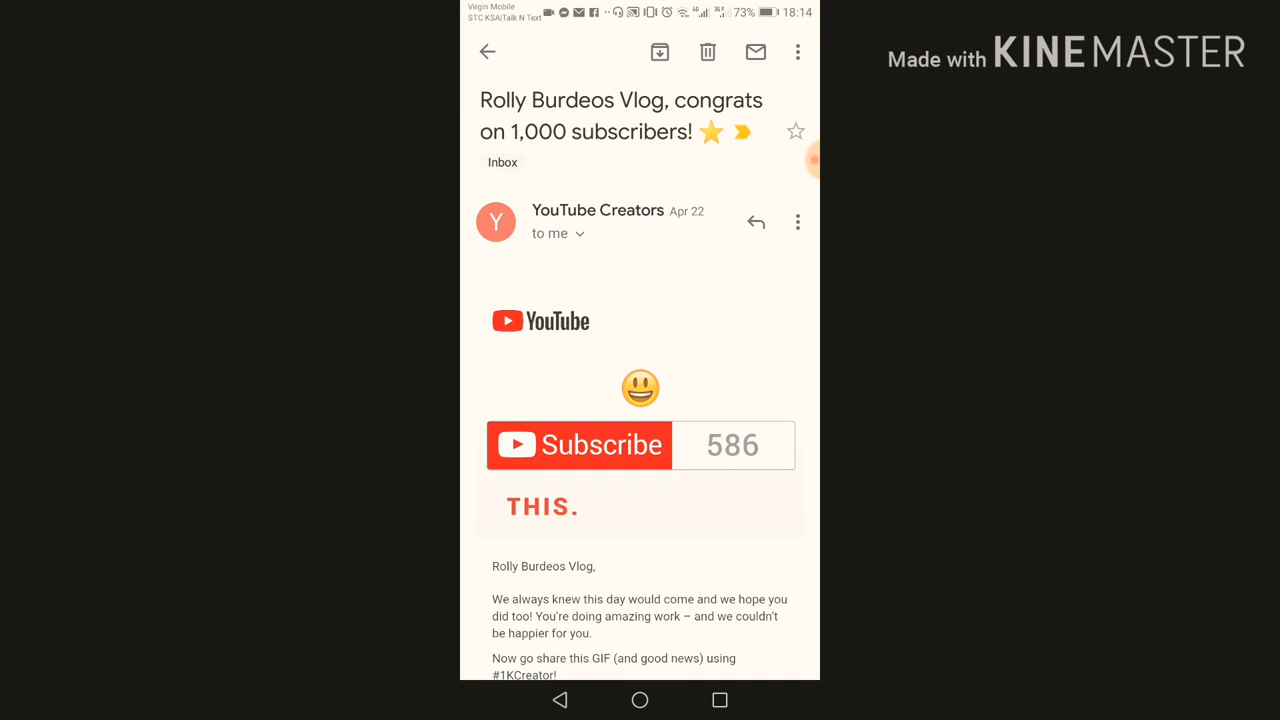 Virgin Mobile
STC KSA|Talk N Text
73%
18:14
Made with KINEMASTER
Rolly Burdeos Vlog, congrats
on 1,000 subscribers!
Inbox
Y
YouTube Creators Apr 22
to me
YouTube
Subscribe 586
THIS.
Rolly Burdeos Vlog,
We always knew this day would come and we hope you
did too! You're doing amazing work – and we couldn't
be happier for you.
Now go share this GIF (and good news) using
#1KCreator!